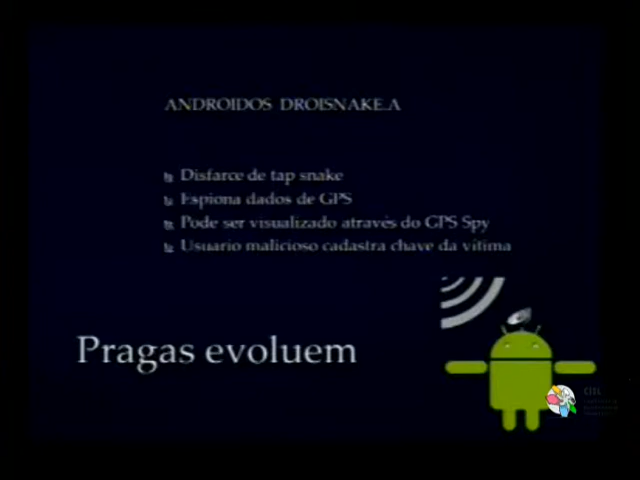 ANDROIDOS DROISNAKE.A
Disfarce de tap snake
Espiona dados de GPS
Pode ser visualizado através do GPS Spy
Usuario malicioso cadastra chave da vítima
Pragas evoluem